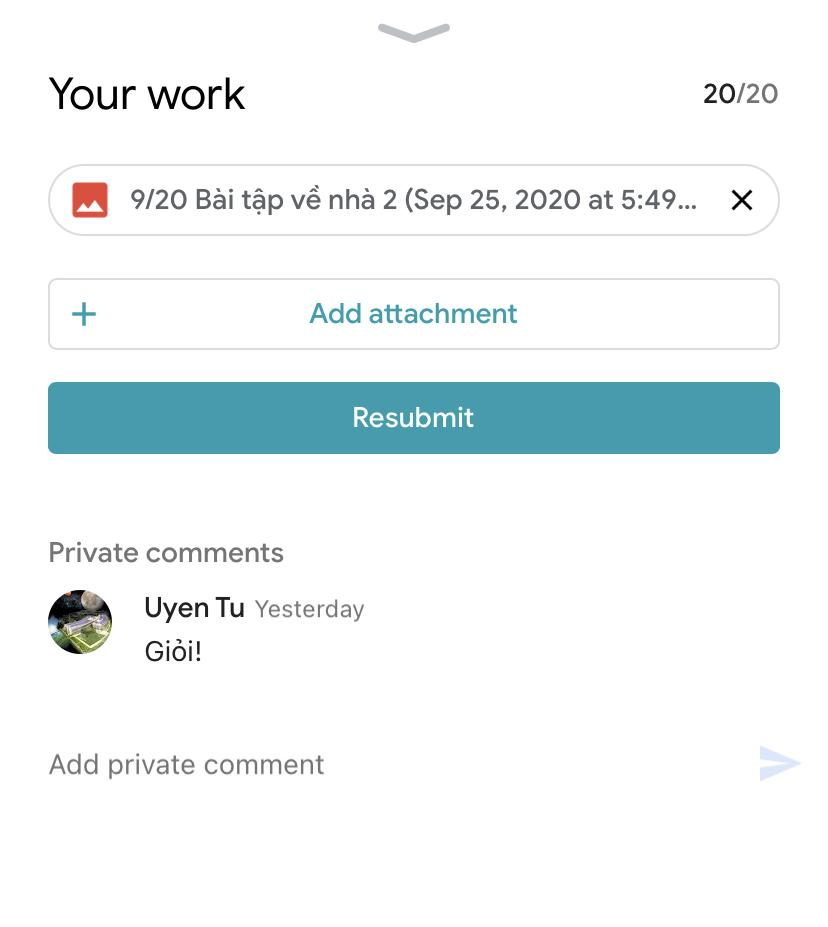 Your work
20/20
9/20 Bài tập về nhà 2 (Sep 25, 2020 at 5:49...
Add attachment
Resubmit
Private comments
Uyen Tu Yesterday
Giỏi!
Add private comment